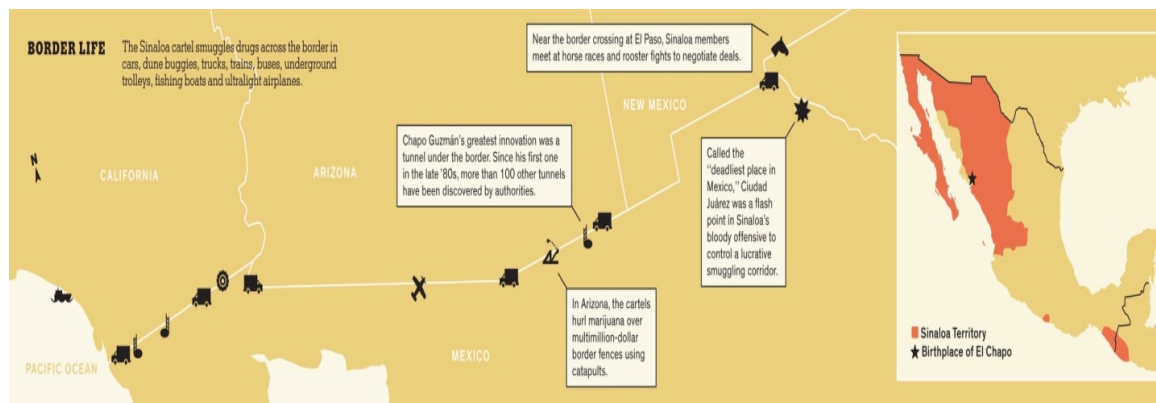 BORDER LIFE
The Sinaloa cartel smuggles drugs across the border in
cars, dune buggies, trucks, trains, buses, underground
trolleys, fishing boats and ultralight airplanes.
Near the border crossing at El Paso, Sinaloa members
meet at horse races and rooster fights to negotiate deals.
NEW MEXICO
Chapo Guzmán's greatest innovation was a
tunnel under the border. Since his first one
in the late '80s, more than 100 other tunnels
have been discovered by authorities.
N
CALIFORNIA
ARIZONA
Called the
"deadliest place in
Mexico," Ciudad
Juárez was a flash
point in Sinaloa's
bloody offensive to
control a lucrative
smuggling corridor.
In Arizona, the cartels
hurl marijuana over
multimillion-dollar
border fences using
catapults.
MEXICO
PACIFIC OCEAN
Sinaloa Territory
Birthplace of El Chapo